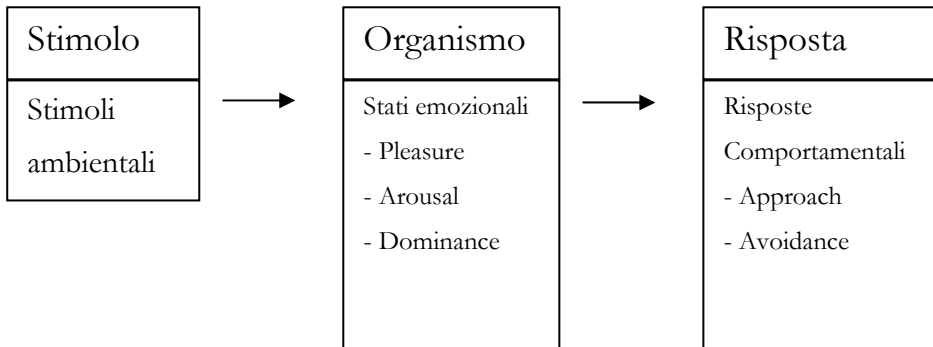 Stimolo
Stimoli
ambientali
Organismo
Stati emozionali
- Pleasure
- Arousal
- Dominance
Risposta
Risposte
Comportamentali
- Approach
- Avoidance